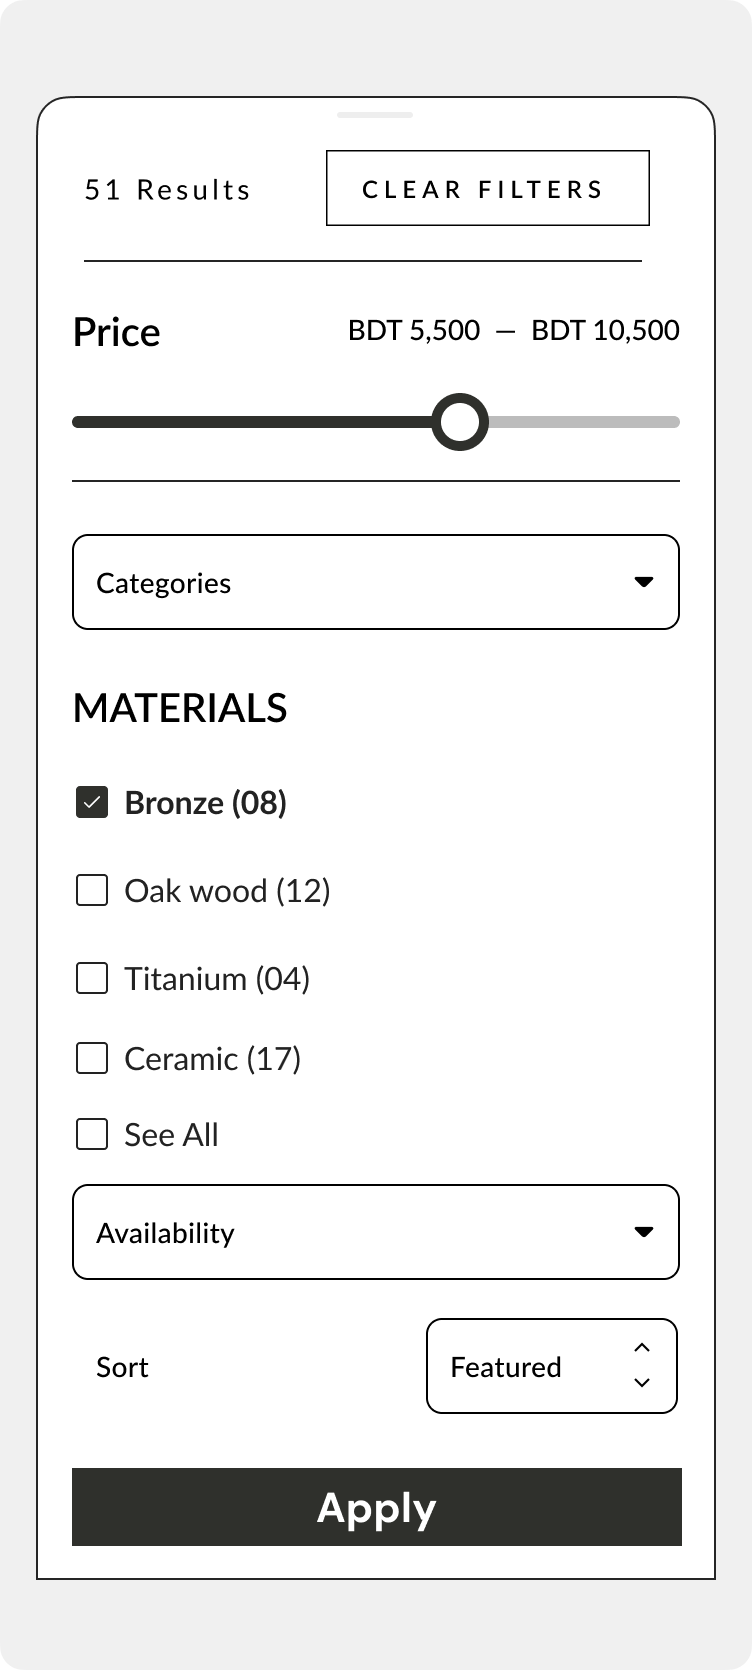 51 Results CLEAR FILTERS
Price BDT 5,500 — BDT 10,500
Categories
MATERIALS
Bronze (08)
Oak wood (12)
Titanium (04)
Ceramic (17)
See All
Availability
Sort Featured
Apply